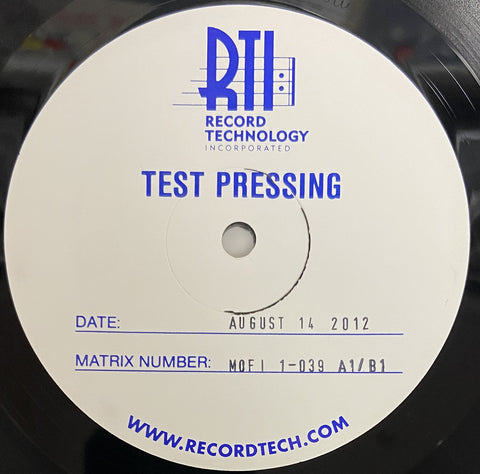 RTI
RECORD
TECHNOLOGY
INCORPORATED
TEST PRESSING
DATE: AUGUST 14 2012
MATRIX NUMBER: MOFI 1-039 A1/B1
WWW.RECORDTECH.COM